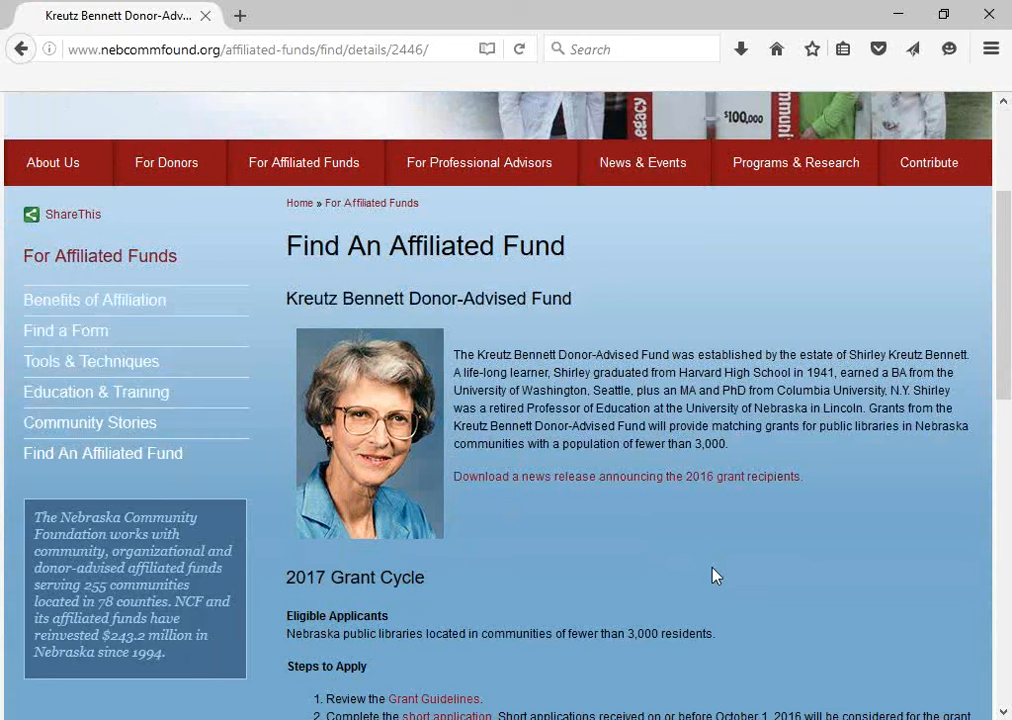 Kreutz Bennett Donor-Adv...
www.nebcommfound.org/affiliated-funds/find/details/2446/
Search
egacy
$100,000
mmuni
About Us
For Donors
For Affiliated Funds
For Professional Advisors
News & Events
Programs & Research
Contribute
ShareThis
For Affiliated Funds
Benefits of Affiliation
Find a Form
Tools & Techniques
Education & Training
Community Stories
Find An Affiliated Fund
The Nebraska Community
Foundation works with
community, organizational and
donor-advised affiliated funds
serving 255 communities
located in 78 counties. NCF and
its affiliated funds have
reinvested $243.2 million in
Nebraska since 1994.
Home » For Affiliated Funds
Find An Affiliated Fund
Kreutz Bennett Donor-Advised Fund
The Kreutz Bennett Donor-Advised Fund was established by the estate of Shirley Kreutz Bennett.
A life-long learner, Shirley graduated from Harvard High School in 1941, earned a BA from the
University of Washington, Seattle, plus an MA and PhD from Columbia University, N.Y. Shirley
was a retired Professor of Education at the University of Nebraska in Lincoln. Grants from the
Kreutz Bennett Donor-Advised Fund will provide matching grants for public libraries in Nebraska
communities with a population of fewer than 3,000.
Download a news release announcing the 2016 grant recipients.
2017 Grant Cycle
Eligible Applicants
Nebraska public libraries located in communities of fewer than 3,000 residents.
Steps to Apply
1. Review the Grant Guidelines.
2. Complete the short application. Short applications received on or before October 1, 2016 will be considered for the grant